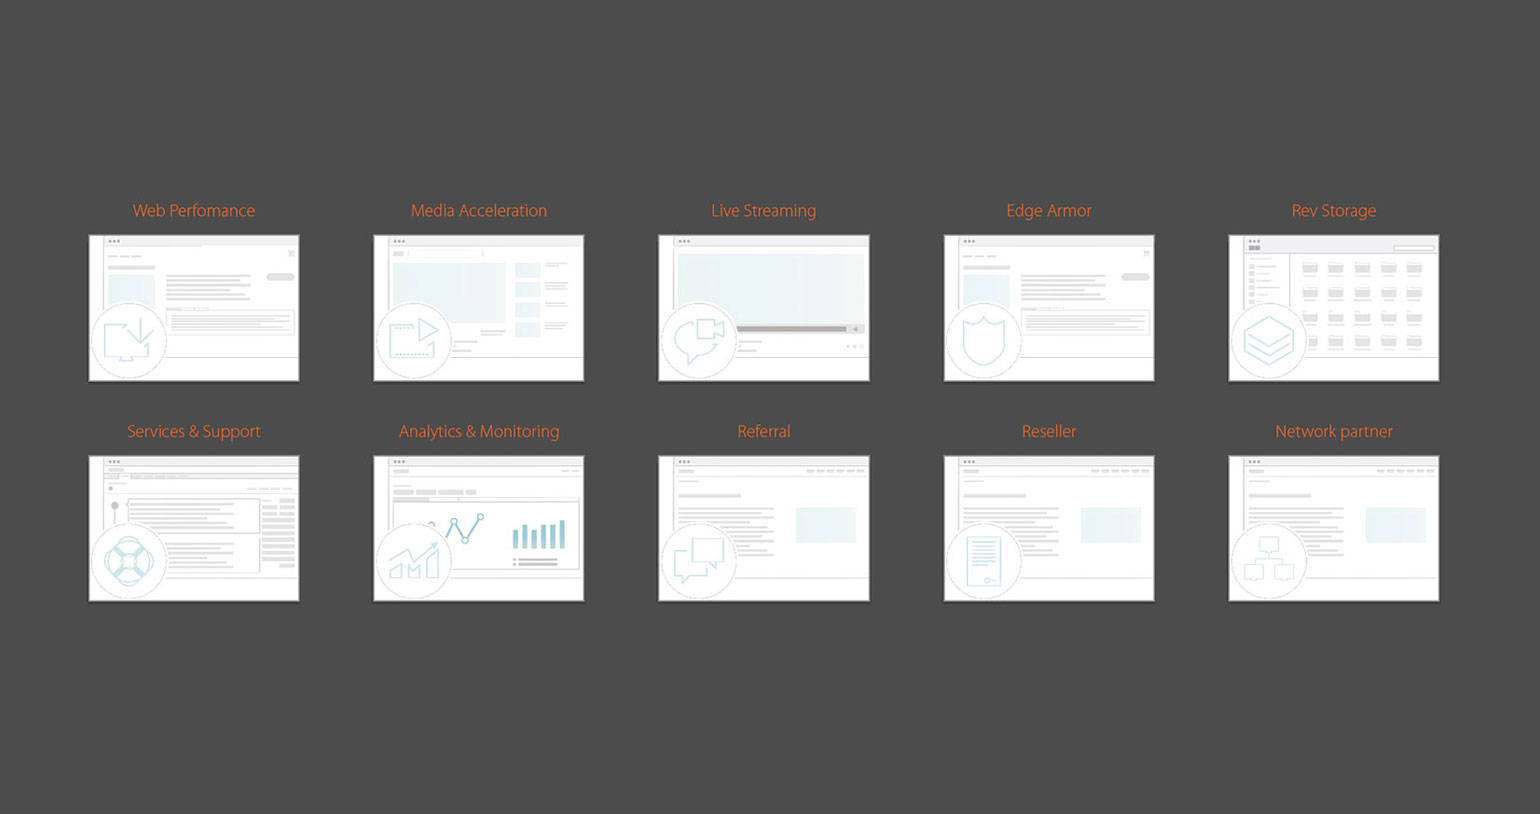 Web Perfomance
Media Acceleration
Live Streaming
Edge Armor
Rev Storage
Services & Support
Analytics & Monitoring
Referral
Reseller
Network partner